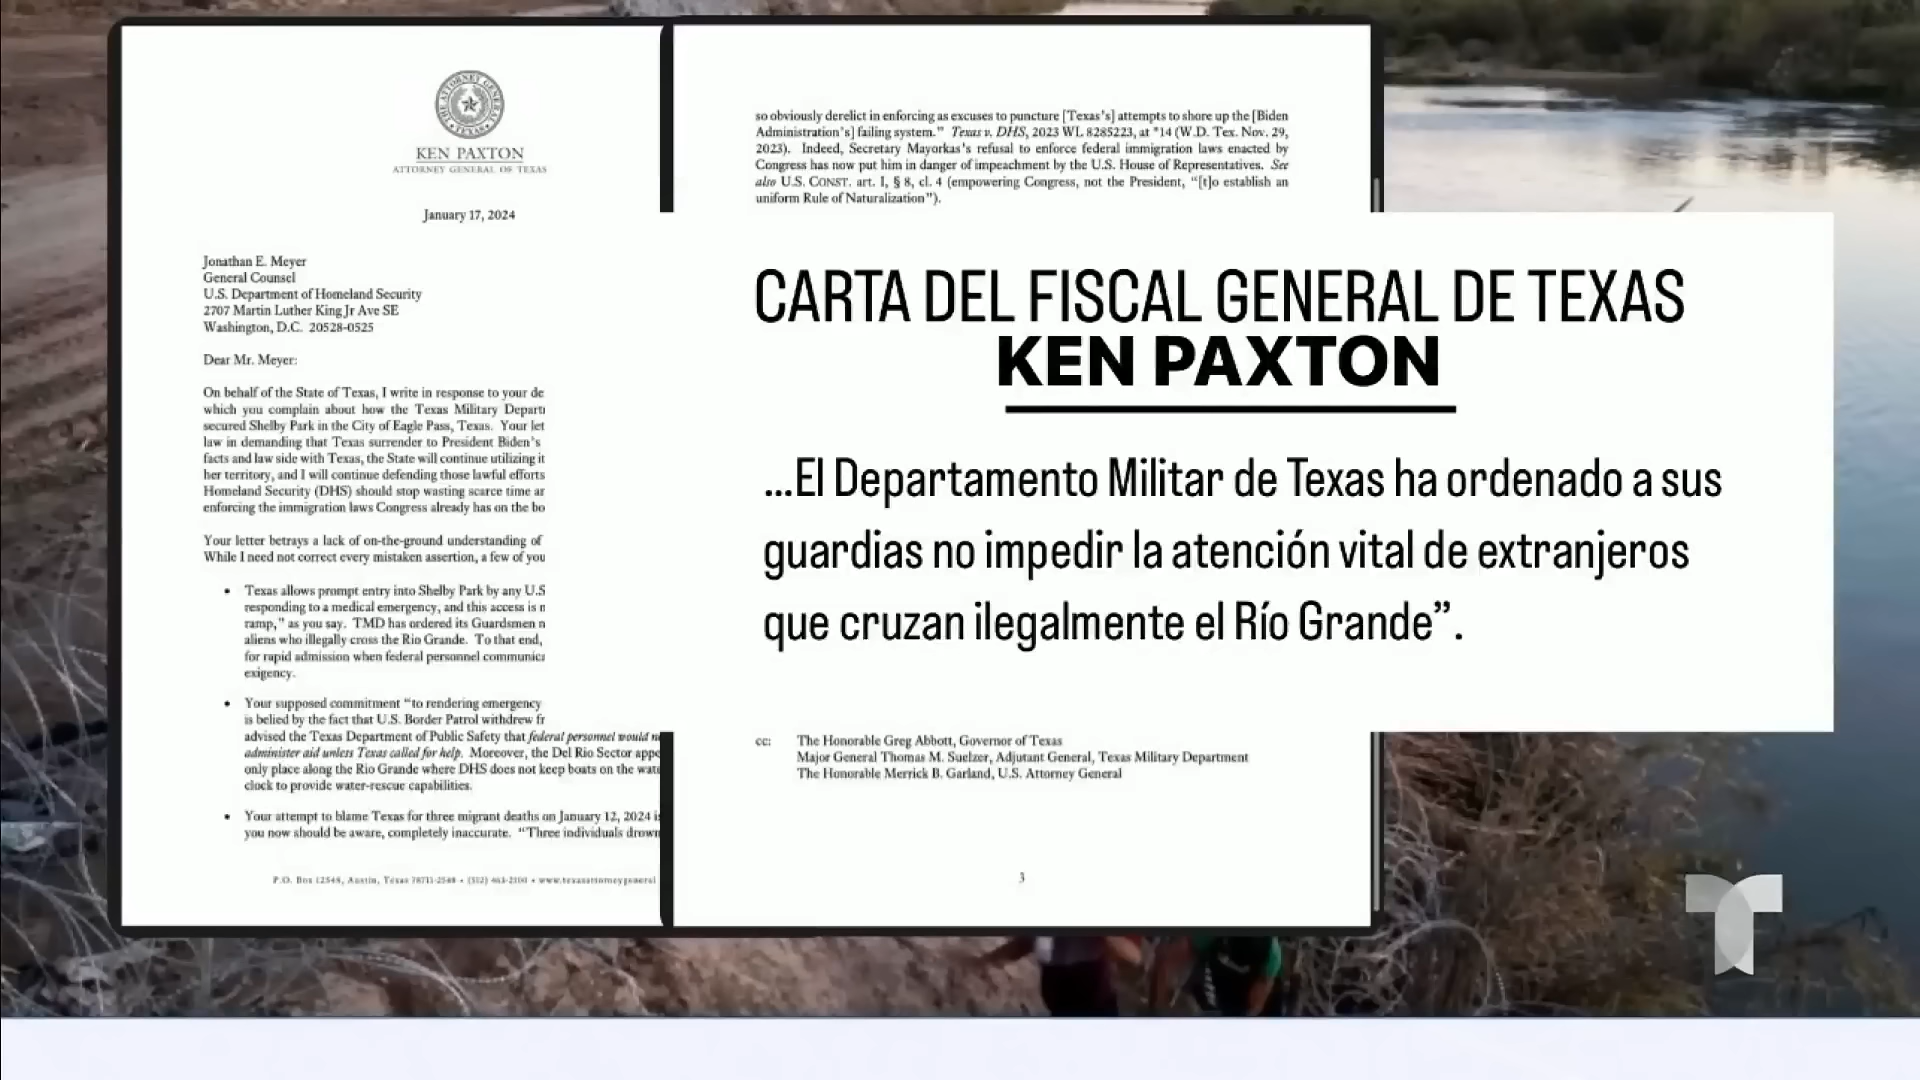 THE ATTORNEY GENERAL
TEXAS
KEN PAXTON
ATTORNEY GENERAL OF TEXAS
January 17, 2024
Jonathan E. Meyer
General Counsel
U.S. Department of Homeland Security
2707 Martin Luther King Jr Ave SE
Washington, D.C. 20528-0525
Dear Mr. Meyer:
On behalf of the State of Texas, I write in response to your de
which you complain about how the Texas Military Depart
secured Shelby Park in the City of Eagle Pass, Texas. Your let
law in demanding that Texas surrender to President Biden's
facts and law side with Texas, the State will continue utilizing it
her territory, and I will continue defending those lawful efforts
Homeland Security (DHS) should stop wasting scarce time ar
enforcing the immigration laws Congress already has on the bo
Your letter betrays a lack of on-the-ground understanding of
While I need not correct every mistaken assertion, a few of you
• Texas allows prompt entry into Shelby Park by any U.S
responding to a medical emergency, and this access is n
ramp," as you say. TMD has ordered its Guardsmen n
aliens who illegally cross the Rio Grande. To that end,
for rapid admission when federal personnel communica
exigency.
• Your supposed commitment "to rendering emergency
is belied by the fact that U.S. Border Patrol withdrew fr
advised the Texas Department of Public Safety that federal personnel would n
administer aid unless Texas called for help. Moreover, the Del Rio Sector appe
only place along the Rio Grande where DHS does not keep boats on the wate
clock to provide water-rescue capabilities.
• Your attempt to blame Texas for three migrant deaths on January 12, 2024 is
you now should be aware, completely inaccurate. "Three individuals drown
P.O. Box 12548, Austin, Texas 78711-2548 • (512) 463-2100 • www.texasattorneygeneral
so obviously derelict in enforcing as excuses to puncture [Texas's] attempts to shore up the [Biden
Administration's] failing system." Texas v. DHS, 2023 WL 8285223, at *14 (W.D. Tex. Nov. 29,
2023). Indeed, Secretary Mayorkas's refusal to enforce federal immigration laws enacted by
Congress has now put him in danger of impeachment by the U.S. House of Representatives. See
also U.S. CONST. art. I, § 8, cl. 4 (empowering Congress, not the President, "[t]o establish an
uniform Rule of Naturalization").
CARTA DEL FISCAL GENERAL DE TEXAS
KEN PAXTON
...El Departamento Militar de Texas ha ordenado a sus
guardias no impedir la atención vital de extranjeros
que cruzan ilegalmente el Río Grande”.
cc: The Honorable Greg Abbott, Governor of Texas
Major General Thomas M. Suelzer, Adjutant General, Texas Military Department
The Honorable Merrick B. Garland, U.S. Attorney General
3